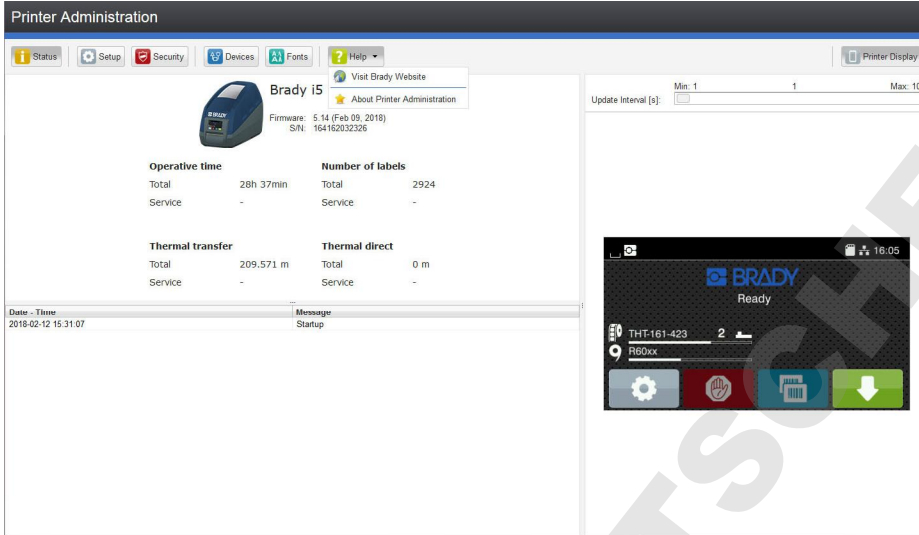 Printer Administration
Status Setup Security Devices Fonts Help Printer Display
Visit Brady Website
About Printer Administration
Brady i5
Firmware: 5.14 (Feb 09, 2018)
S/N: 164162032326
Update Interval [s]: Min: 1 1 Max: 10
Operative time Number of labels
Total 28h 37min Total 2924
Service - Service -
Thermal transfer Thermal direct
Total 209.571 m Total 0 m
Service - Service -
Date - Time Message
2018-02-12 15:31:07 Startup
16:05
BRADY
Ready
THT-161-423 2
R60xx